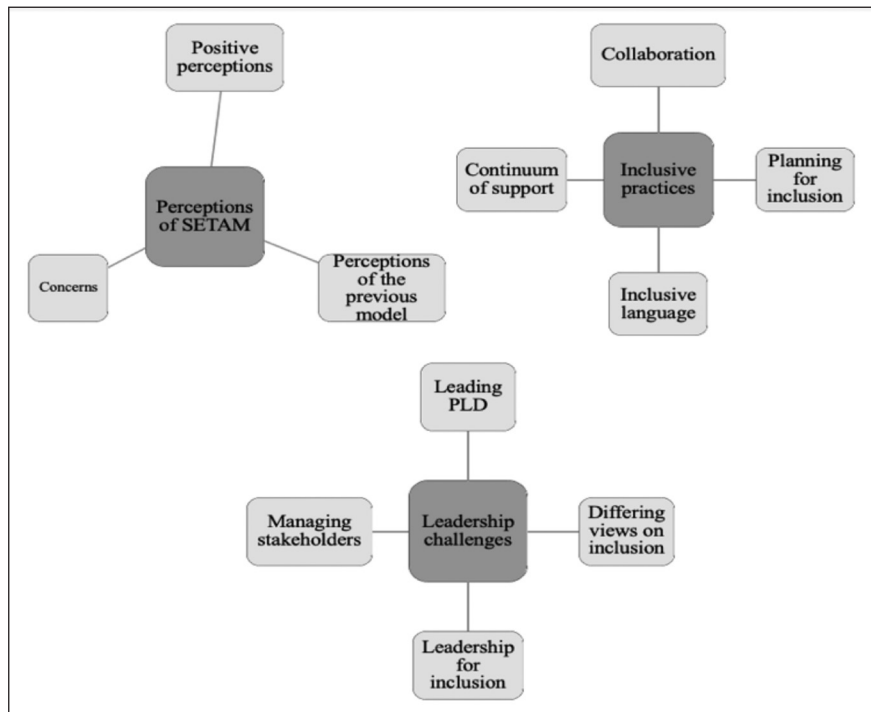 Positive
perceptions
Perceptions
of SETAM
Concerns
Perceptions
of the
previous
model
Collaboration
Continuum
of support
Inclusive
practices
Planning
for
inclusion
Inclusive
language
Leading
PLD
Managing
stakeholders
Leadership
challenges
Differing
views on
inclusion
Leadership
for
inclusion